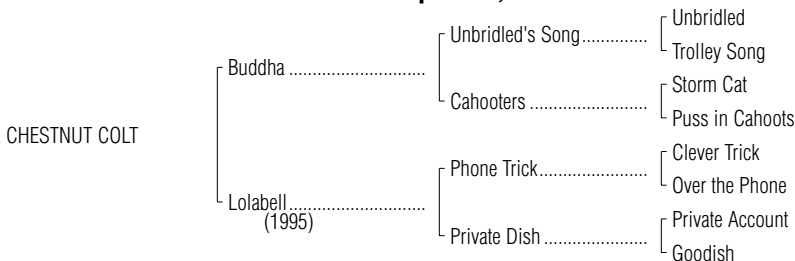 Unbridled
Unbridled's Song..............
Trolley Song
Buddha .............................
Storm Cat
Cahooters .........................
Puss in Cahoots
CHESTNUT COLT
Clever Trick
Phone Trick.......................
Over the Phone
Lolabell.............................
(1995)
Private Account
Private Dish ......................
Goodish